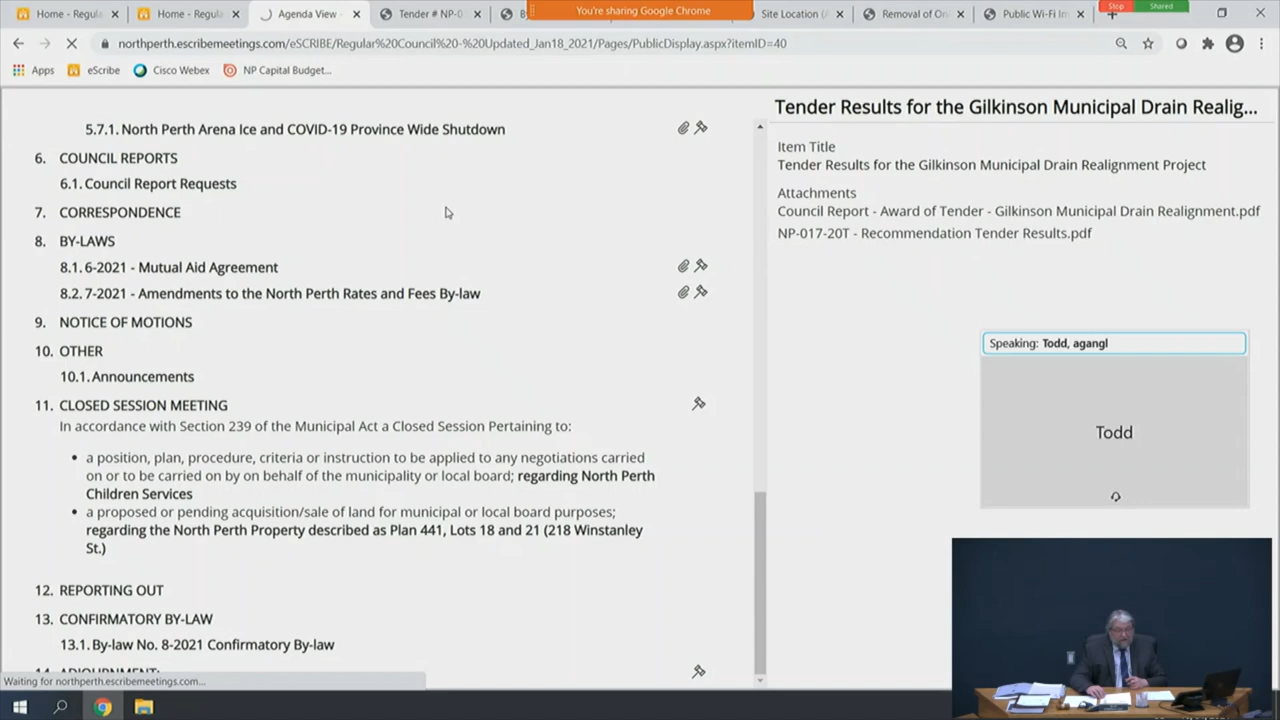 You're sharing Google Chrome
Stop
Shared
Home - Regula
Home - Regula
Agenda View -
Tender # NP-0
Site Location (A
Removal of On
Public Wi-Fi Im
northperth.escribemeetings.com/eSCRIBE/Regular%20Council%20-%20Updated_Jan18_2021/Pages/PublicDisplay.aspx?itemID=40
Apps
eScribe
Cisco Webex
NP Capital Budget...
5.7.1. North Perth Arena Ice and COVID-19 Province Wide Shutdown
6. COUNCIL REPORTS
6.1. Council Report Requests
7. CORRESPONDENCE
8. BY-LAWS
8.1. 6-2021 - Mutual Aid Agreement
8.2. 7-2021 - Amendments to the North Perth Rates and Fees By-law
9. NOTICE OF MOTIONS
10. OTHER
10.1. Announcements
11. CLOSED SESSION MEETING
In accordance with Section 239 of the Municipal Act a Closed Session Pertaining to:
• a position, plan, procedure, criteria or instruction to be applied to any negotiations carried
on or to be carried on by on behalf of the municipality or local board; regarding North Perth
Children Services
• a proposed or pending acquisition/sale of land for municipal or local board purposes;
regarding the North Perth Property described as Plan 441, Lots 18 and 21 (218 Winstanley
St.)
12. REPORTING OUT
13. CONFIRMATORY BY-LAW
13.1. By-law No. 8-2021 Confirmatory By-law
14. ADJOURNMENT:
Waiting for northperth.escribemeetings.com...
Tender Results for the Gilkinson Municipal Drain Realig...
Item Title
Tender Results for the Gilkinson Municipal Drain Realignment Project
Attachments
Council Report - Award of Tender - Gilkinson Municipal Drain Realignment.pdf
NP-017-20T - Recommendation Tender Results.pdf
Speaking: Todd, agangl
Todd